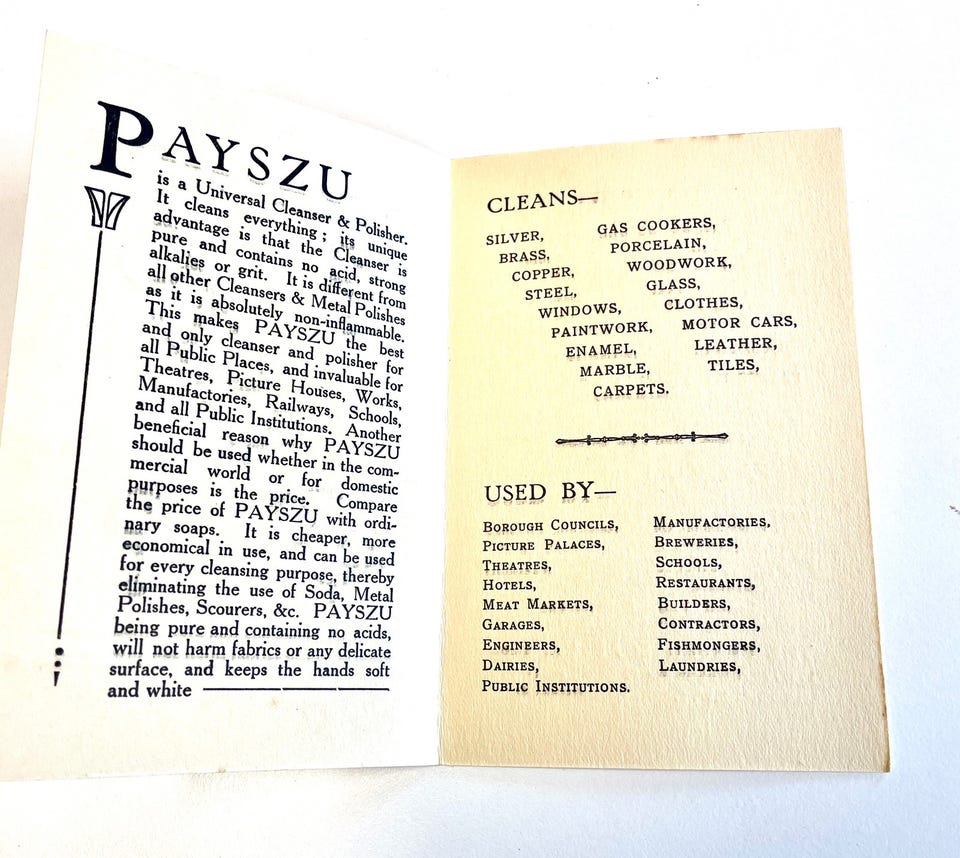 PAYSZU
is a Universal Cleanser & Polisher.
It cleans everything; its unique
advantage is that the Cleanser is
pure and contains no acid, strong
alkalies or grit. It is different from
all other Cleansers & Metal Polishes
as it is absolutely non-inflammable.
This makes PAYSZU the best
and only cleanser and polisher for
all Public Places, and invaluable for
Theatres, Picture Houses, Works,
Manufactories, Railways, Schools,
and all Public Institutions. Another
beneficial reason why PAYSZU
should be used whether in the com-
mercial world or for domestic
purposes is the price. Compare
the price of PAYSZU with ordi-
nary soaps. It is cheaper, more
economical in use, and can be used
for every cleansing purpose, thereby
eliminating the use of Soda, Metal
Polishes, Scourers, &c. PAYSZU
being pure and containing no acids,
will not harm fabrics or any delicate
surface, and keeps the hands soft
and white
CLEANS—
SILVER, GAS COOKERS,
BRASS, PORCELAIN,
COPPER, WOODWORK,
STEEL, GLASS,
WINDOWS, CLOTHES,
PAINTWORK, MOTOR CARS,
ENAMEL, LEATHER,
MARBLE, TILES,
CARPETS.
USED BY—
BOROUGH COUNCILS, MANUFACTORIES,
PICTURE PALACES, BREWERIES,
THEATRES, SCHOOLS,
HOTELS, RESTAURANTS,
MEAT MARKETS, BUILDERS,
GARAGES, CONTRACTORS,
ENGINEERS, FISHMONGERS,
DAIRIES, LAUNDRIES,
PUBLIC INSTITUTIONS.